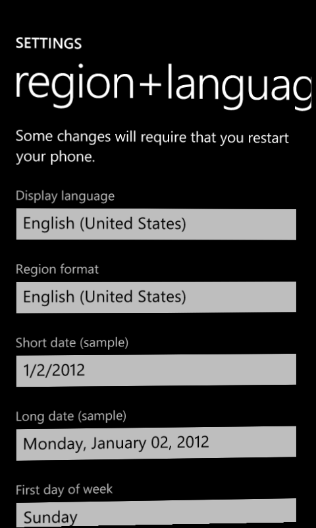 SETTINGS
region+languag
Some changes will require that you restart
your phone.
Display language
English (United States)
Region format
English (United States)
Short date (sample)
1/2/2012
Long date (sample)
Monday, January 02, 2012
First day of week
Sunday